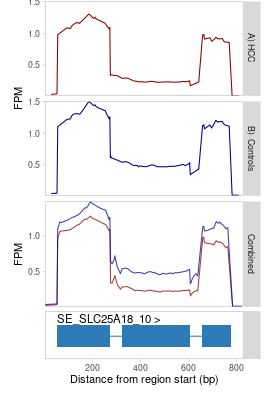 1.5
1.0
0.5
FPM
A) HCC
1.5
1.0
0.5
B) Controls
1.0
0.5
FPM
Combined
SE_SLC25A18_10 >
200 400 600 800
Distance from region start (bp)